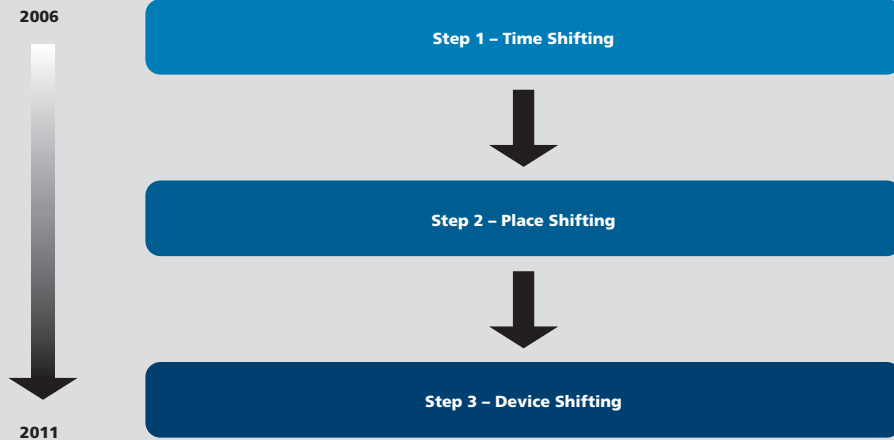 2006
Step 1 – Time Shifting
Step 2 – Place Shifting
Step 3 – Device Shifting
2011